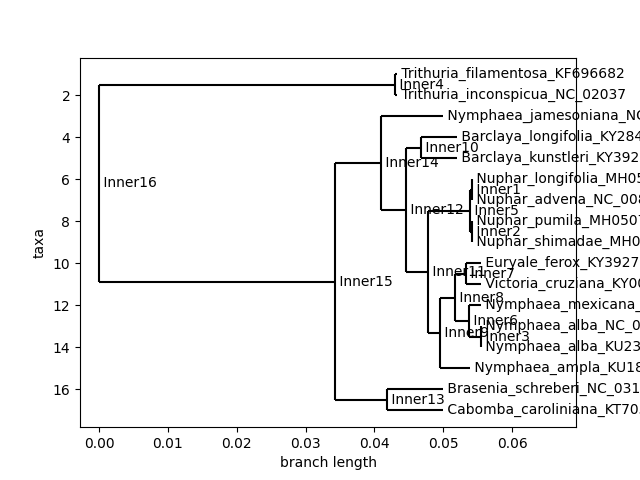 Trithuria_filamentosa_KF696682
Inner4
Trithuria_inconspicua_NC_02037
Nymphaea_jamesoniana_NC
Barclaya_longifolia_KY284
Inner10
Barclaya_kunstleri_KY392
Inner14
Nuphar_longifolia_MH05
Inner1
Nuphar_advena_NC_008
Inner12
Inner5
Nuphar_pumila_MH0507
Inner2
Nuphar_shimadae_MH0
Inner16
Euryale_ferox_KY3927
Inner11
Inner7
Victoria_cruziana_KY00
Inner15
Inner8
Nymphaea_mexicana_
Inner6
Nymphaea_alba_NC_0
Inner9
Inner3
Nymphaea_alba_KU23
Nymphaea_ampla_KU18
Brasenia_schreberi_NC_031
Inner13
Cabomba_caroliniana_KT70
taxa
2
4
6
8
10
12
14
16
0.00 0.01 0.02 0.03 0.04 0.05 0.06
branch length